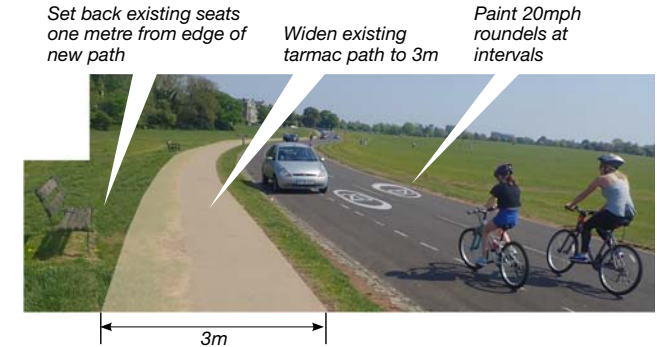 Set back existing seats
one metre from edge of
new path
Widen existing
tarmac path to 3m
Paint 20mph
roundels at
intervals
3m